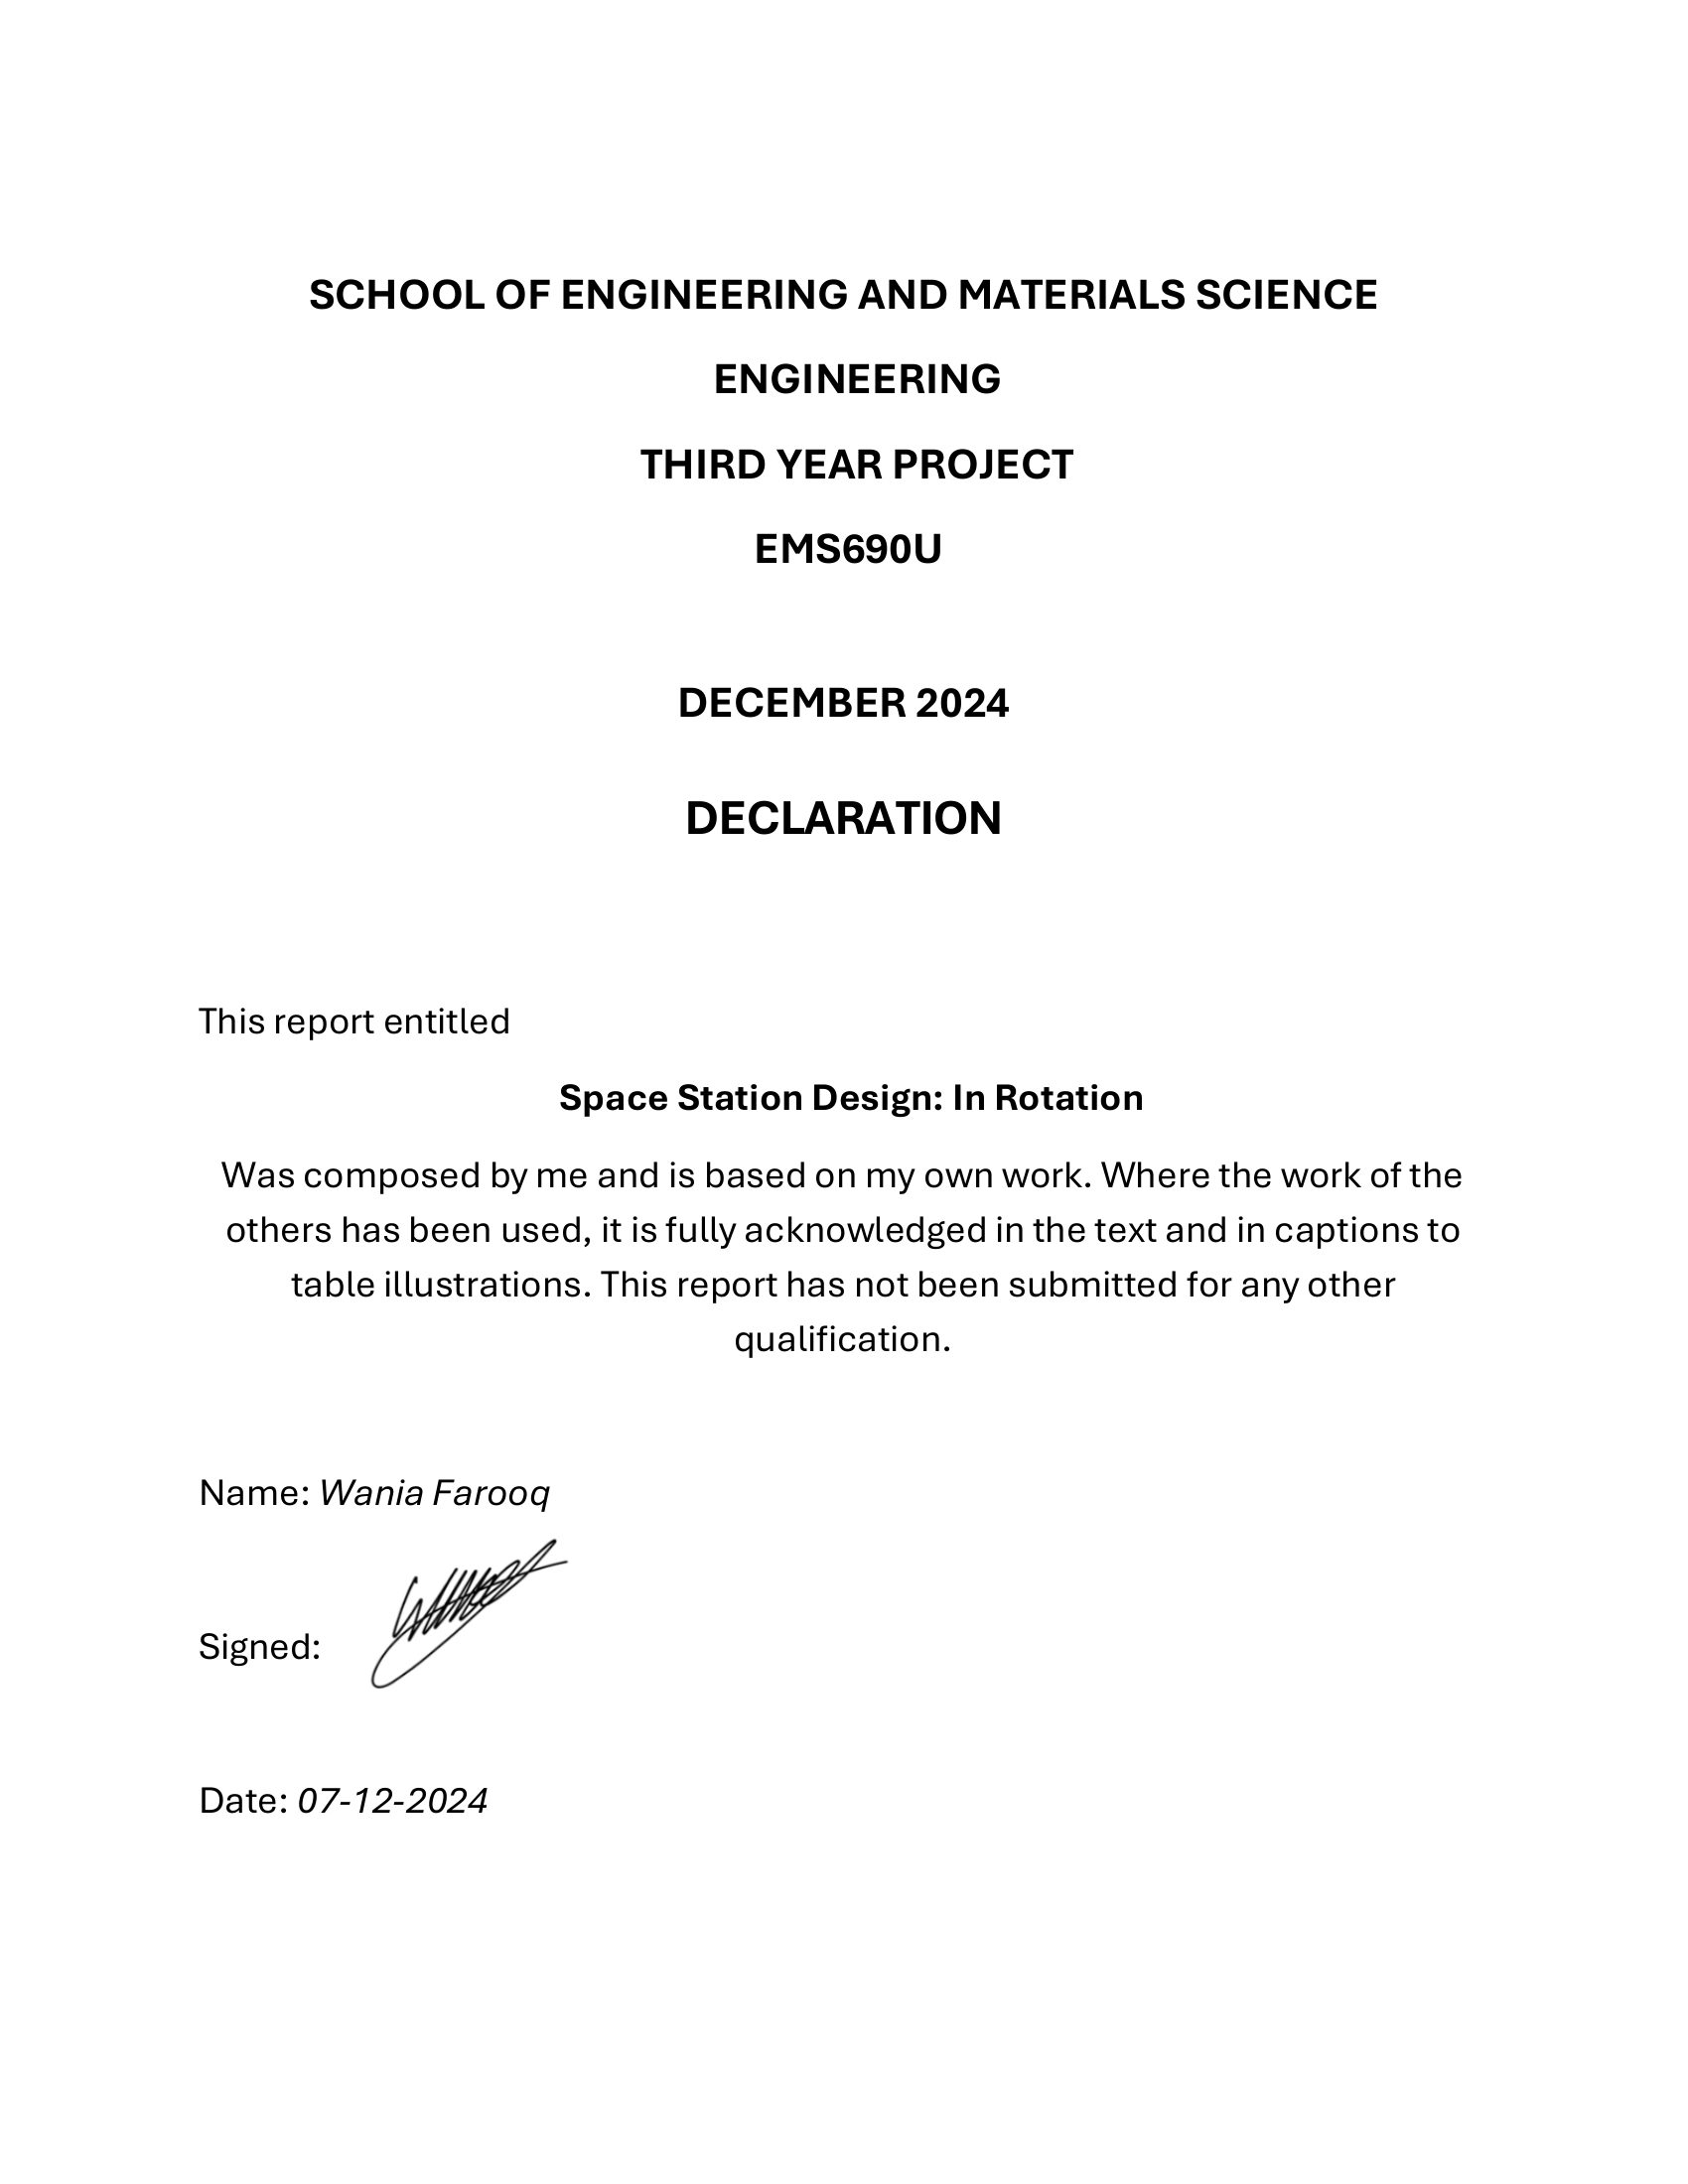 SCHOOL OF ENGINEERING AND MATERIALS SCIENCE
ENGINEERING
THIRD YEAR PROJECT
EMS690U
DECEMBER 2024
DECLARATION
This report entitled
Space Station Design: In Rotation
Was composed by me and is based on my own work. Where the work of the
others has been used, it is fully acknowledged in the text and in captions to
table illustrations. This report has not been submitted for any other
qualification.
Name: Wania Farooq
Signed:
Date: 07-12-2024